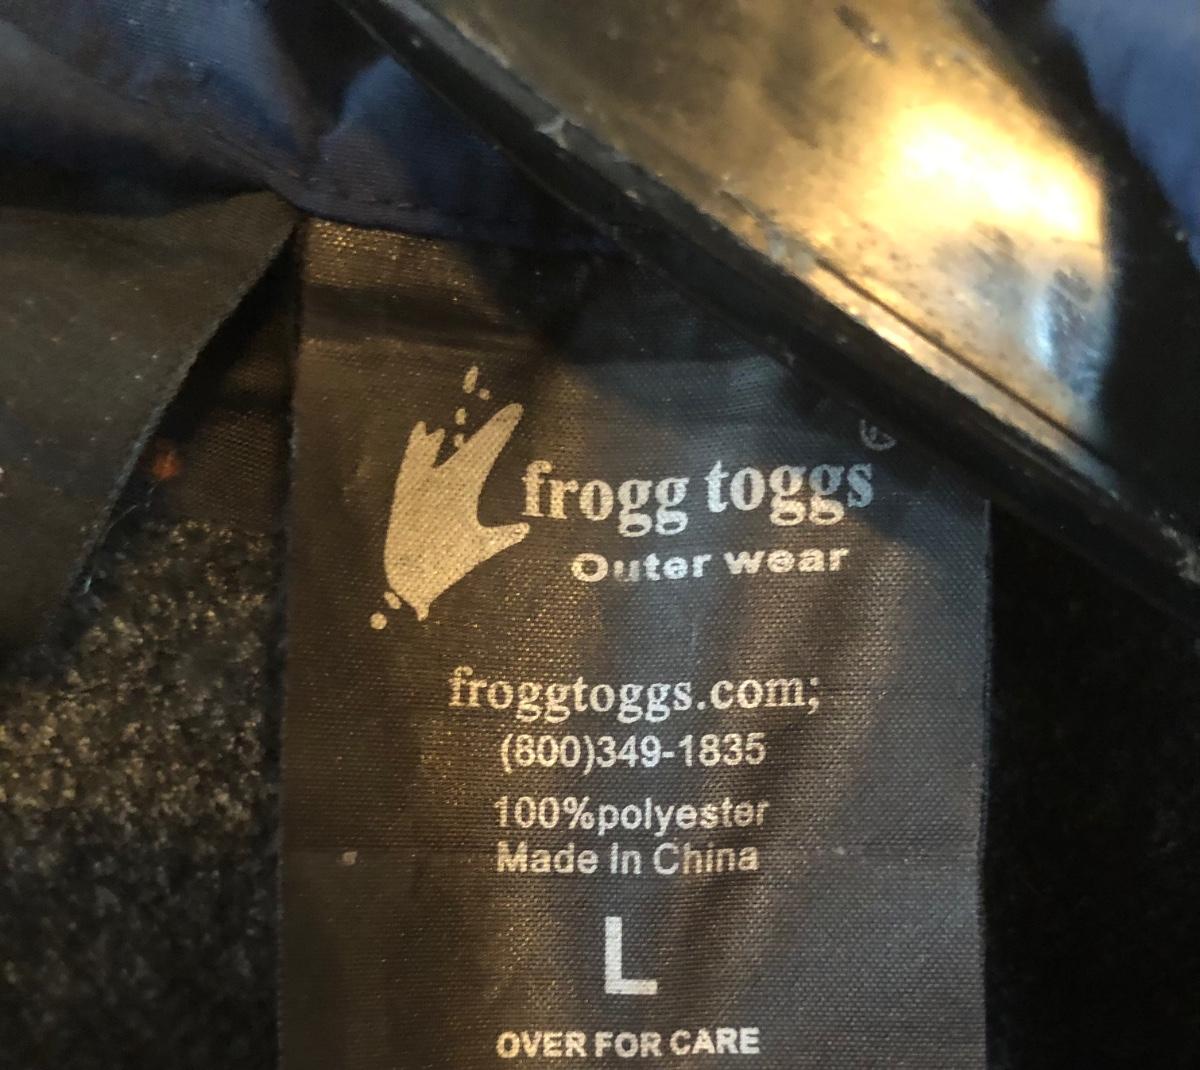 frogg toggs®
Outer wear
froggtoggs.com;
(800)349-1835
100%polyester
Made In China
L
OVER FOR CARE